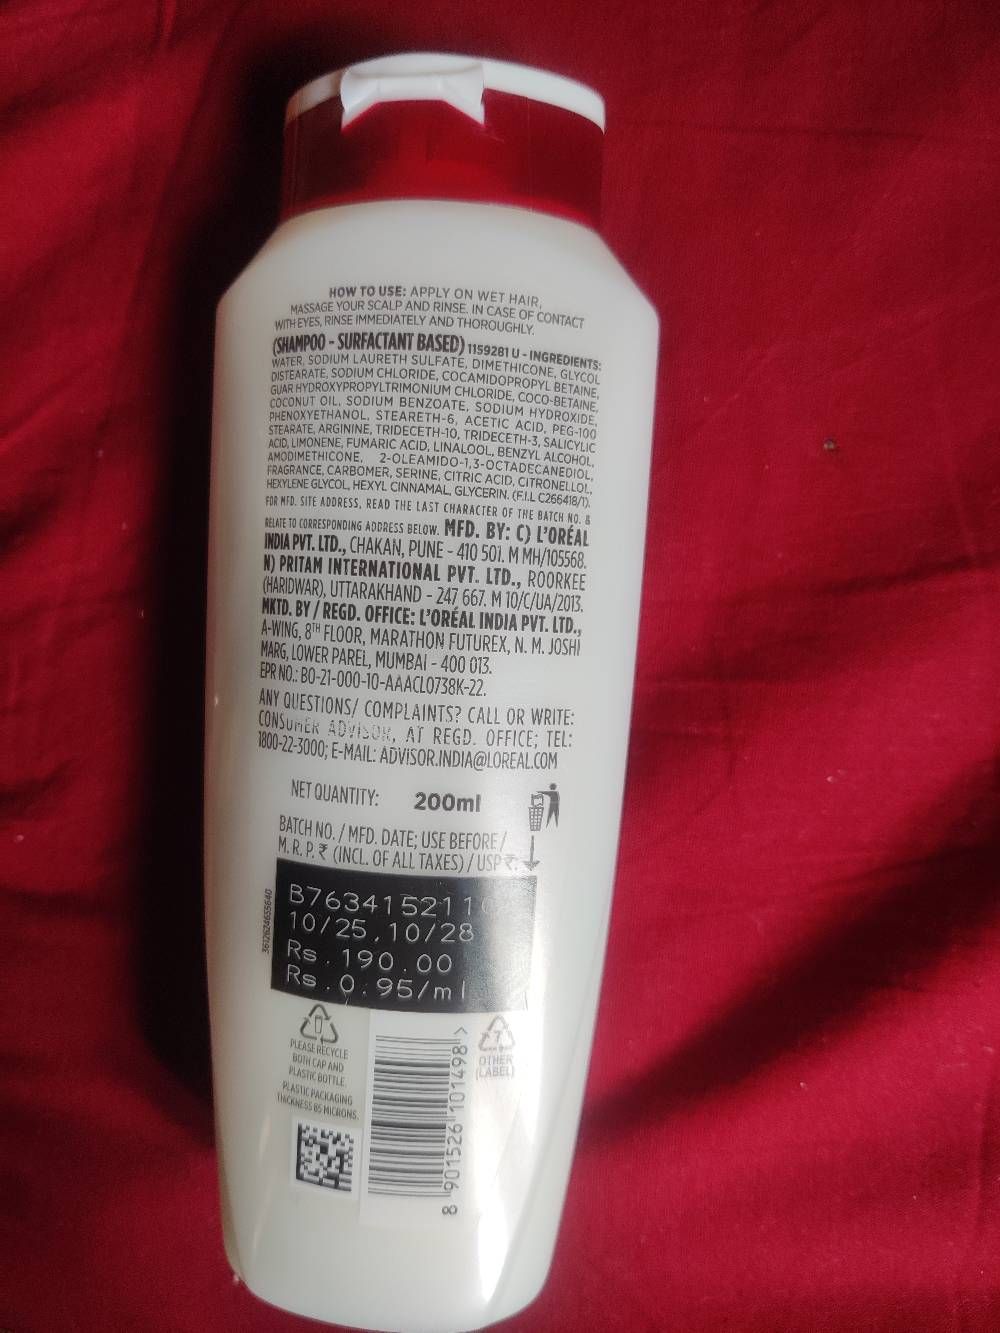 HOW TO USE: APPLY ON WET HAIR,
MASSAGE YOUR SCALP AND RINSE. IN CASE OF CONTACT
WITH EYES, RINSE IMMEDIATELY AND THOROUGHLY.
(SHAMPOO - SURFACTANT BASED) 1159281 U - INGREDIENTS:
WATER, SODIUM LAURETH SULFATE, DIMETHICONE, GLYCOL
DISTEARATE, SODIUM CHLORIDE, COCAMIDOPROPYL BETAINE,
GUAR HYDROXYPROPYLTRIMONIUM CHLORIDE, COCO-BETAINE,
COCONUT OIL, SODIUM BENZOATE, SODIUM HYDROXIDE,
PHENOXYETHANOL, STEARETH-6, ACETIC ACID, PEG-100
STEARATE, ARGININE, TRIDECETH-10, TRIDECETH-3, SALICYLIC
ACID, LIMONENE, FUMARIC ACID, LINALOOL, BENZYL ALCOHOL,
AMODIMETHICONE, 2-OLEAMIDO-1,3-OCTADECANEDIOL,
FRAGRANCE, CARBOMER, SERINE, CITRIC ACID, CITRONELLOL,
HEXYLENE GLYCOL, HEXYL CINNAMAL, GLYCERIN. (F.I.L C266418/1).
FOR MFD. SITE ADDRESS, READ THE LAST CHARACTER OF THE BATCH NO. &
RELATE TO CORRESPONDING ADDRESS BELOW. MFD. BY: C) L'ORÉAL
INDIA PVT. LTD., CHAKAN, PUNE - 410 501. M MH/105568.
N) PRITAM INTERNATIONAL PVT. LTD., ROORKEE
(HARIDWAR), UTTARAKHAND - 247 667. M 10/C/UA/2013.
MKTD. BY / REGD. OFFICE: L'ORÉAL INDIA PVT. LTD.,
A-WING, 8TH FLOOR, MARATHON FUTUREX, N. M. JOSHI
MARG, LOWER PAREL, MUMBAI - 400 013.
EPR NO.: BO-21-000-10-AAACL0738K-22.
ANY QUESTIONS/ COMPLAINTS? CALL OR WRITE:
CONSUMER ADVISOR, AT REGD. OFFICE; TEL:
1800-22-3000; E-MAIL: ADVISOR.INDIA@LOREAL.COM
NET QUANTITY: 200ml
BATCH NO. / MFD. DATE; USE BEFORE /
M. R. P. ₹ (INCL. OF ALL TAXES) / USP ₹:
B763415211
10/25,10/28
Rs.190.00
Rs.0.95/ml
3612624655640
PLEASE RECYCLE
BOTH CAP AND
PLASTIC BOTTLE.
PLASTIC PACKAGING
THICKNESS 85 MICRONS.
7
OTHER
(LABEL)
8 901526 101498 >